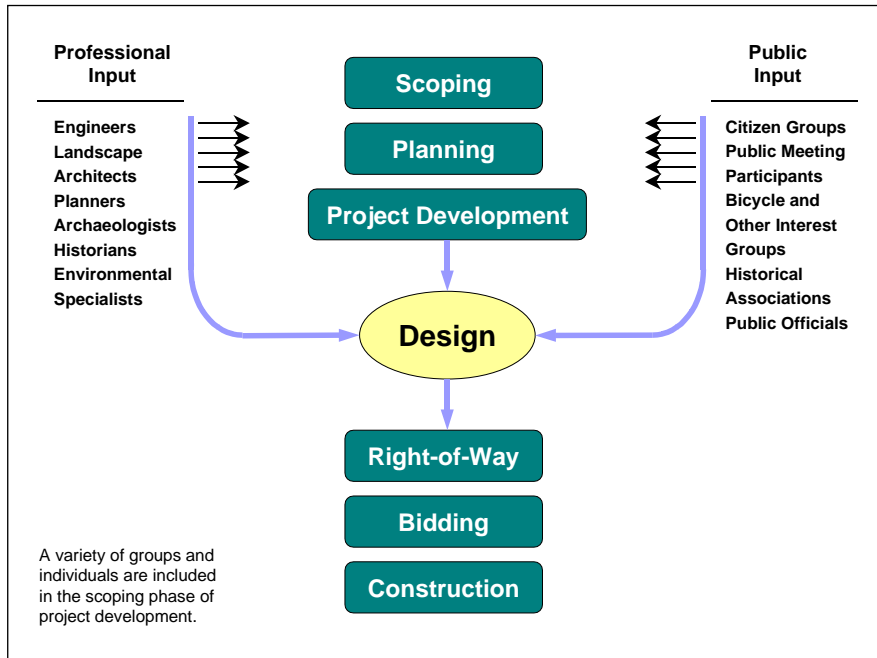 Professional
Input
Engineers
Landscape
Architects
Planners
Archaeologists
Historians
Environmental
Specialists
Scoping
Planning
Project Development
Design
Right-of-Way
Bidding
Construction
Public
Input
Citizen Groups
Public Meeting
Participants
Bicycle and
Other Interest
Groups
Historical
Associations
Public Officials
A variety of groups and
individuals are included
in the scoping phase of
project development.